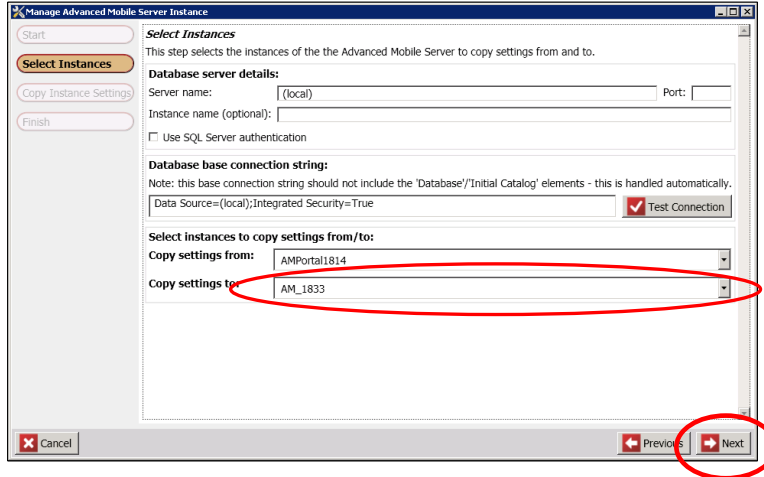 Manage Advanced Mobile Server Instance
Start
Select Instances
Copy Instance Settings
Finish
Select Instances
This step selects the instances of the the Advanced Mobile Server to copy settings from and to.
Database server details:
Server name: (local) Port:
Instance name (optional):
Use SQL Server authentication
Database base connection string:
Note: this base connection string should not include the 'Database'/'Initial Catalog' elements - this is handled automatically.
Data Source=(local);Integrated Security=True Test Connection
Select instances to copy settings from/to:
Copy settings from: AMPortal1814
Copy settings to: AM_1833
Cancel Previous Next